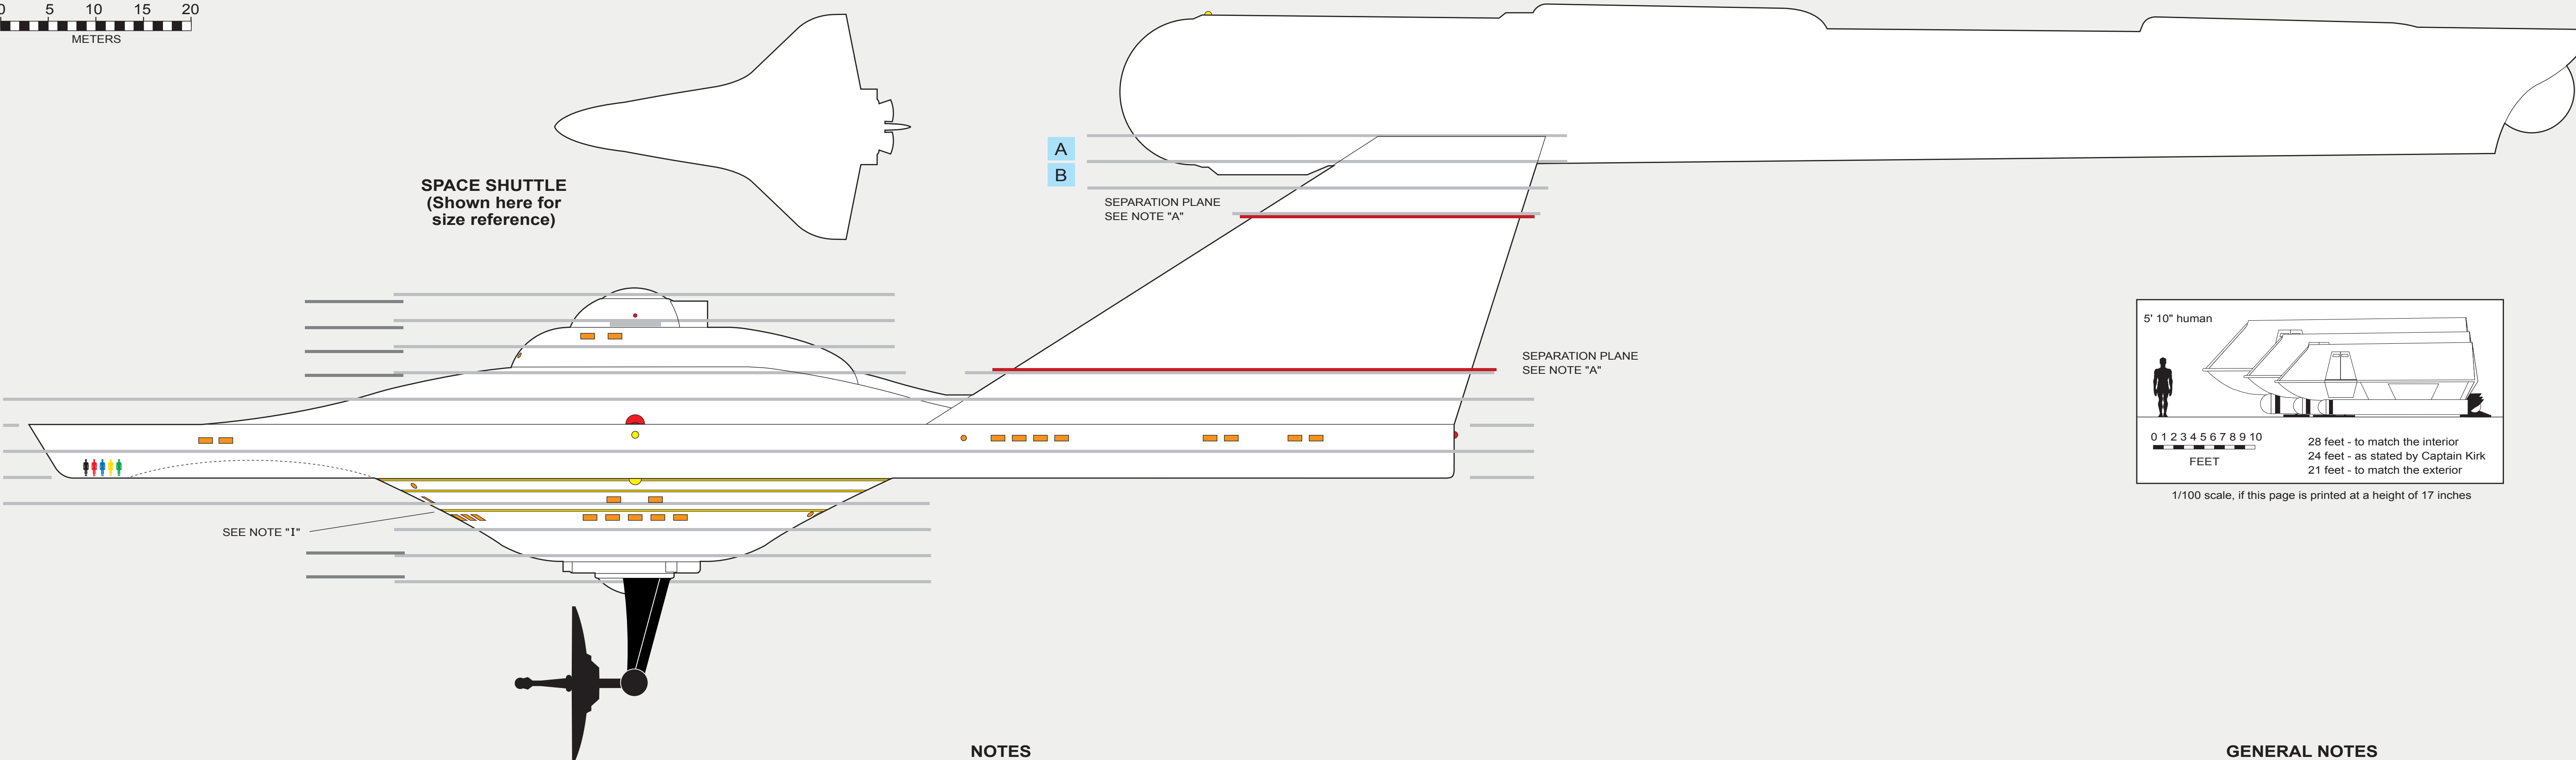 0 5 10 15 20
METERS
SPACE SHUTTLE
(Shown here for
size reference)
A
B
SEPARATION PLANE
SEE NOTE "A"
SEPARATION PLANE
SEE NOTE "A"
SEE NOTE "I"
5' 10" human
0 1 2 3 4 5 6 7 8 9 10
FEET
28 feet - to match the interior
24 feet - as stated by Captain Kirk
21 feet - to match the exterior
1/100 scale, if this page is printed at a height of 17 inches
NOTES
GENERAL NOTES